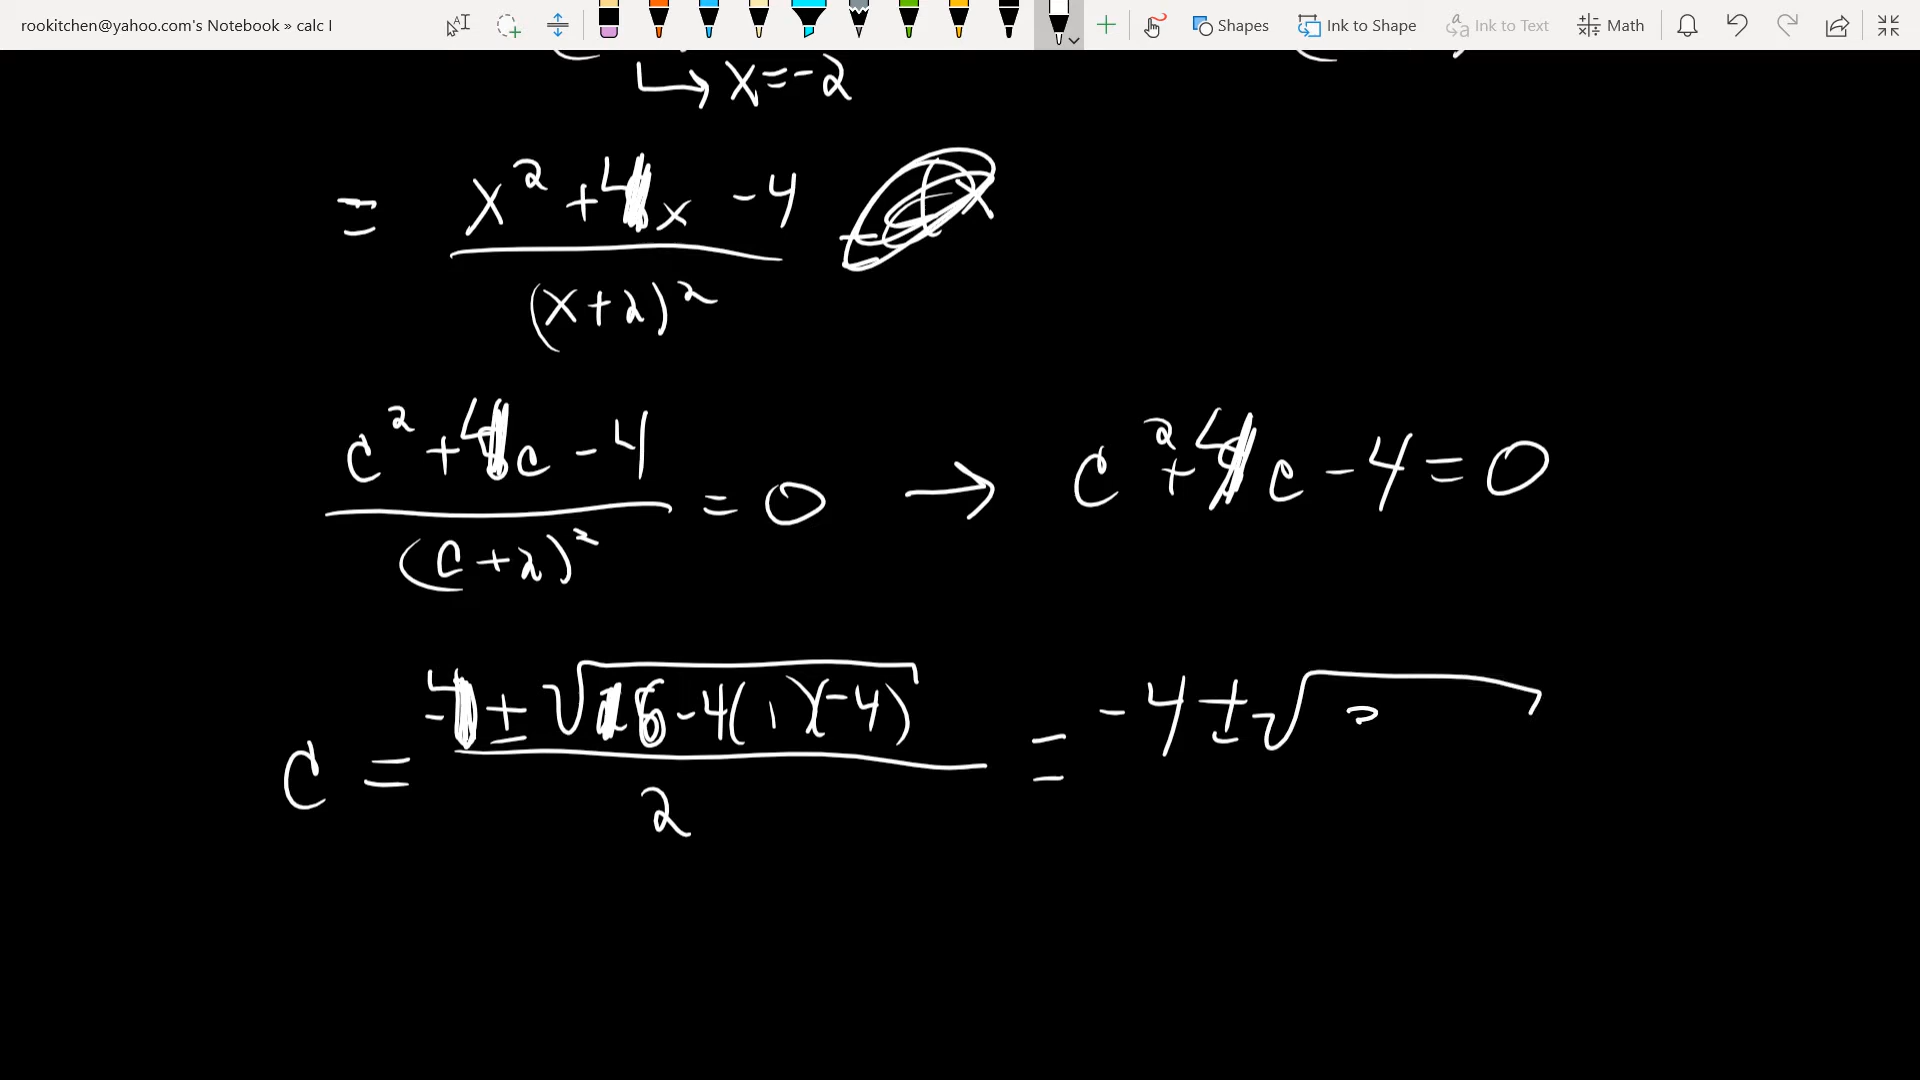 rookitchen@yahoo.com's Notebook » calc I
Shapes Ink to Shape Ink to Text Math
↳ x=-2
= x² + 4x - 4
(x+2)²
c² + 4c - 4
(c+2)² = 0 → c² + 4c - 4 = 0
c = -4 ± √16 - 4(1)(-4) = -4 ± √
2